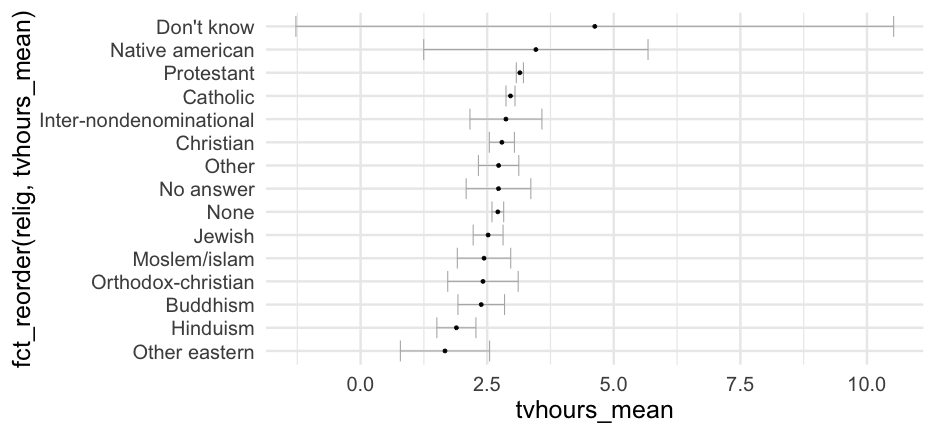 fct_reorder(relig, tvhours_mean)
Don't know
Native american
Protestant
Catholic
Inter-nondenominational
Christian
Other
No answer
None
Jewish
Moslem/islam
Orthodox-christian
Buddhism
Hinduism
Other eastern
0.0 2.5 5.0 7.5 10.0
tvhours_mean